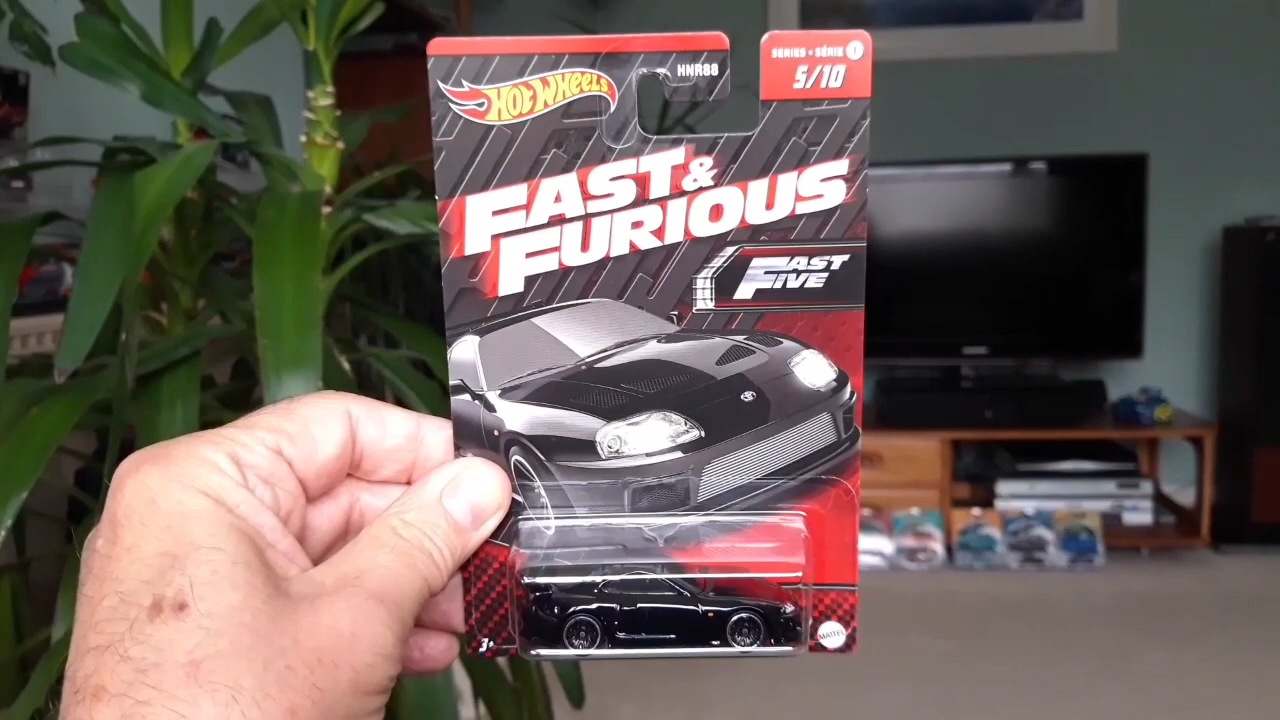 HOT WHEELS
HNR88
SERIES • SÉRIE 1
5/10
FAST &
FURIOUS
FAST
FIVE
3+
MATTEL